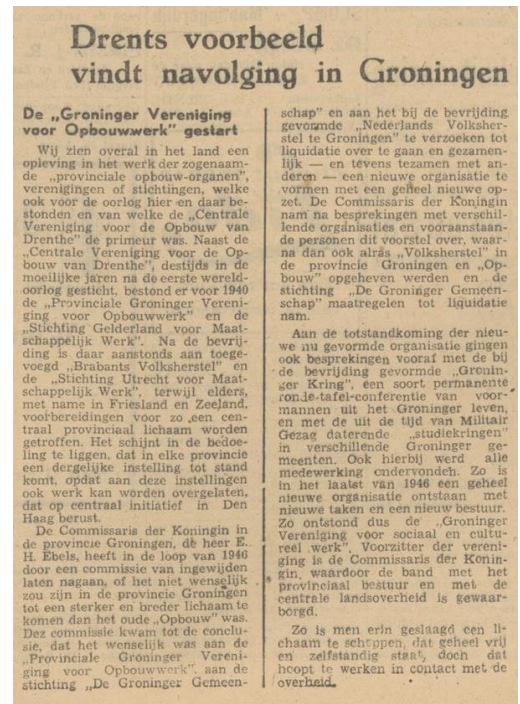 Drents voorbeeld
vindt navolging in Groningen
De „Groninger Vereniging
voor Opbouwwerk" gestart
Wij zien overal in het land een
opleving in het werk der zogenaam-
de „provinciale opbouw-organen",
verenigingen of stichtingen, welke
ook vóór de oorlog hier en daar be-
stonden en van welke de „Centrale
Vereniging voor de Opbouw van
Drenthe" de primeur was. Naast de
„Centrale Vereniging voor de Op-
bouw van Drenthe", destijds in de
moeilijke jaren na de eerste wereld-
oorlog gesticht, bestond er vóór 1940
de „Provinciale Groninger Vereni-
ging voor Opbouwwerk" en de
„Stichting Gelderland voor Maat-
schappelijk Werk". Na de bevrij-
ding is daar aanstonds aan toege-
voegd „Brabants Volksherstel" en
de „Stichting Utrecht voor Maat-
schappelijk Werk", terwijl elders,
met name in Friesland en Zeeland,
voorbereidingen voor zo een cen-
traal provinciaal lichaam worden
getroffen. Het schijnt in de bedoe-
ling te liggen, dat in elke provincie
een dergelijke instelling tot stand
komt, opdat aan deze instellingen
ook werk kan worden overgelaten,
dat op centraal initiatief in Den
Haag berust.
De Commissaris der Koningin in
de provincie Groningen, de heer E.
H. Ebels, heeft in de loop van 1946
door een commissie van ingewijden
laten nagaan, of het niet wenselijk
zou zijn in de provincie Groningen
tot een sterker en breder lichaam te
komen dan het oude „Opbouw" was.
Dez commissie kwam tot de conclu-
sie, dat het wenselijk was aan de
„Provinciale Groninger Vereni-
ging voor Opbouwwerk", aan de
stichting „De Groninger Gemeen-
schap" en aan het bij de bevrijding
gevormde „Nederlands Volksher-
stel te Groningen" te verzoeken tot
liquidatie over te gaan en gezamen-
lijk — en tevens tezamen met an-
deren — een nieuwe organisatie te
vormen met een geheel nieuwe op-
zet. De Commissaris der Koningin
nam na besprekingen met verschil-
lende organisaties en vooraanstaan-
de personen dit voorstel over, waar-
na dan ook alras „Volksherstel" in
de provincie Groningen en „Op-
bouw" opgeheven werden en de
stichting „De Groninger Gemeen-
schap" maatregelen tot liquidatie
nam.
Aan de totstandkoming der nieu-
we nu gevormde organisatie gingen
ook besprekingen vooraf met de bij
de bevrijding gevormde „Gronin-
ger Kring", een soort permanente
ronde-tafel-conferentie van voor-
mannen uit het Groninger leven,
en met de uit de tijd van Militair
Gezag daterende „studiekringen"
in verschillende Groninger ge-
meenten. Ook hierbij werd alle
medewerking ondervonden. Zo is
in het laatst van 1946 een geheel
nieuwe organisatie ontstaan met
nieuwe taken en een nieuw bestuur.
Zo ontstond dus de „Groninger
Vereniging voor sociaal en cultu-
reel werk". Voorzitter der vereni-
ging is de Commissaris der Konin-
gin, waardoor de band met het
provinciaal bestuur en met de
centrale landsoverheid is gewaar-
borgd.
Zo is men erin geslaagd een li-
chaam te scheppen, dat geheel vrij
en zelfstandig staat, doch dat
hoopt te werken in contact met de
overheid.